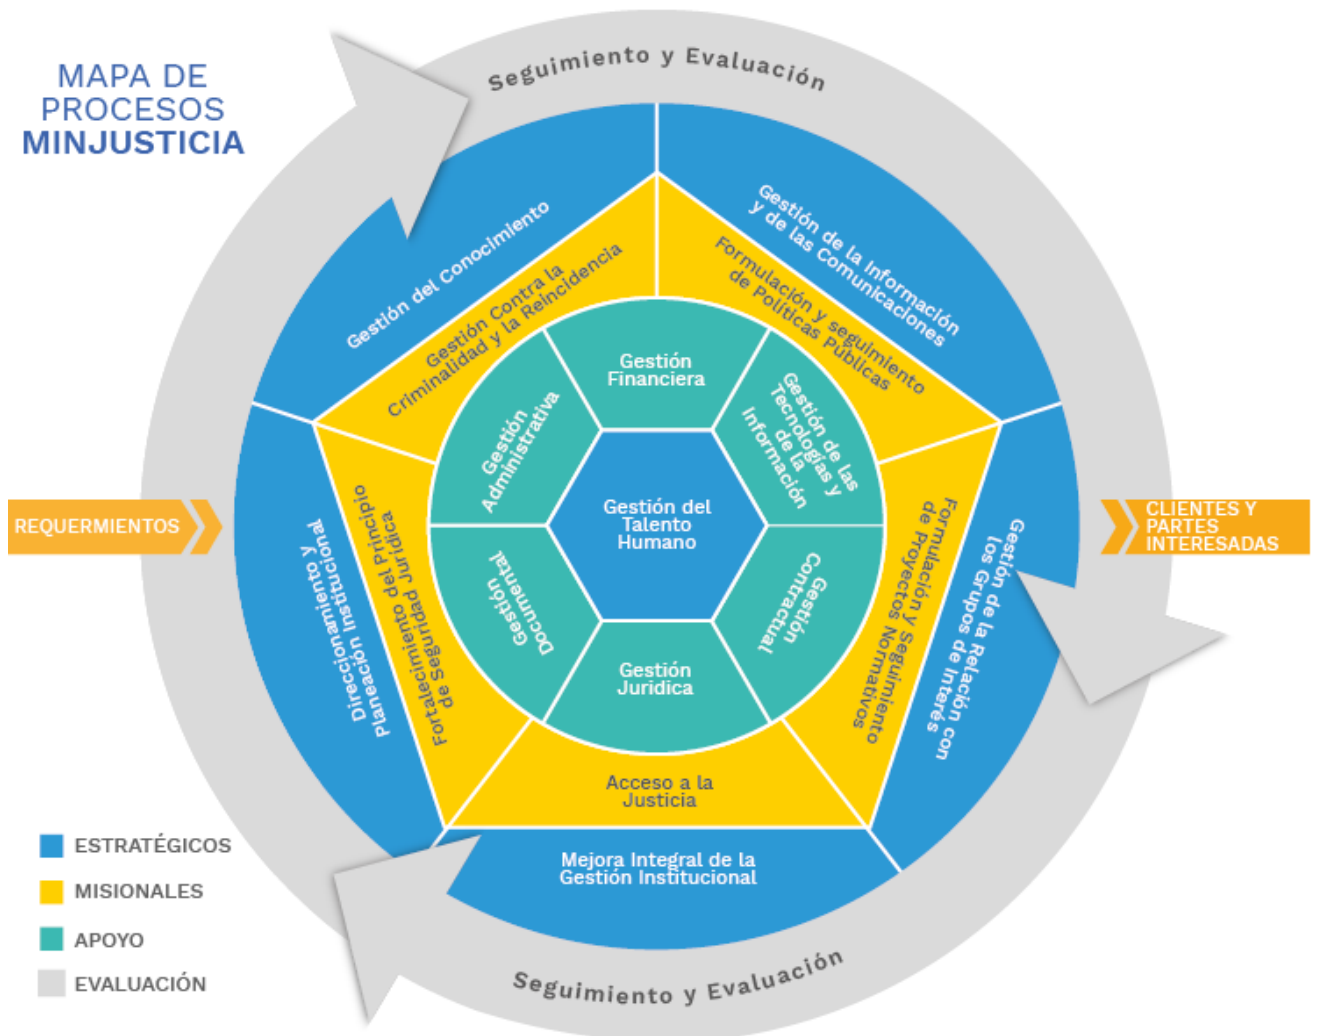 MAPA DE
PROCESOS
MINJUSTICIA
Seguimiento y Evaluación
Gestión del Conocimiento
Gestión de la Información
y de las Comunicaciones
Gestión Contra la
Criminalidad y la Reincidencia
Formulación y seguimiento
de Políticas Públicas
Gestión
Financiera
Gestión
Administrativa
Gestión de las
Tecnologías y
de la
Información
Gestión del
Talento
Humano
REQUERMIENTOS
CLIENTES Y
PARTES
INTERESADAS
Direccionamiento y
Planeación Institucional
Fortalecimiento del Principio
de Seguridad Jurídica
Gestión
Documental
Gestión
Contractual
Formulación y Seguimiento
de Proyectos Normativos
Gestión de la Relación con
los Grupos de Interés
Gestión
Juridica
Acceso a la
Justicia
Mejora Integral de la
Gestión Institucional
ESTRATÉGICOS
MISIONALES
APOYO
EVALUACIÓN
Seguimiento y Evaluación